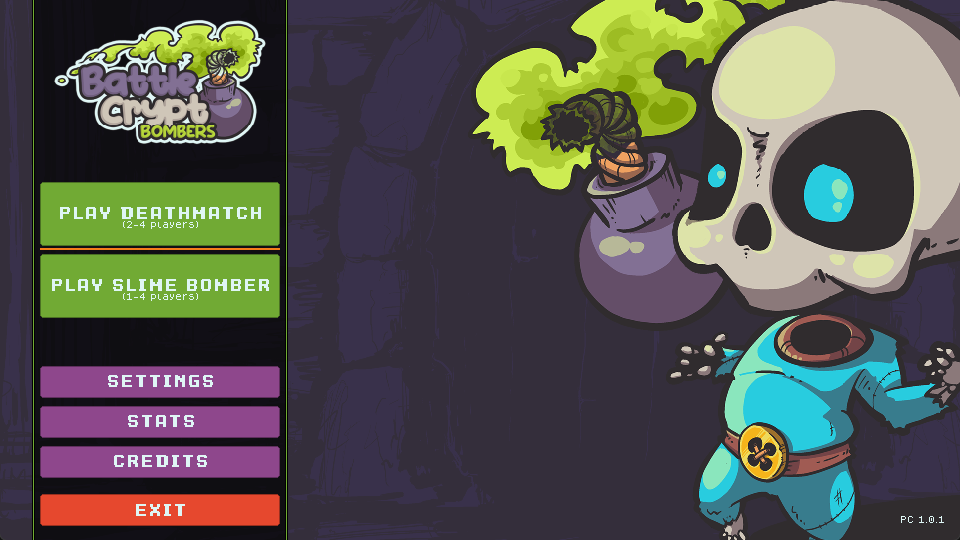 Battle
Crypt
BOMBERS
PLAY DEATHMATCH
(2-4 players)
PLAY SLIME BOMBER
(1-4 players)
SETTINGS
STATS
CREDITS
EXIT
PC 1.0.1